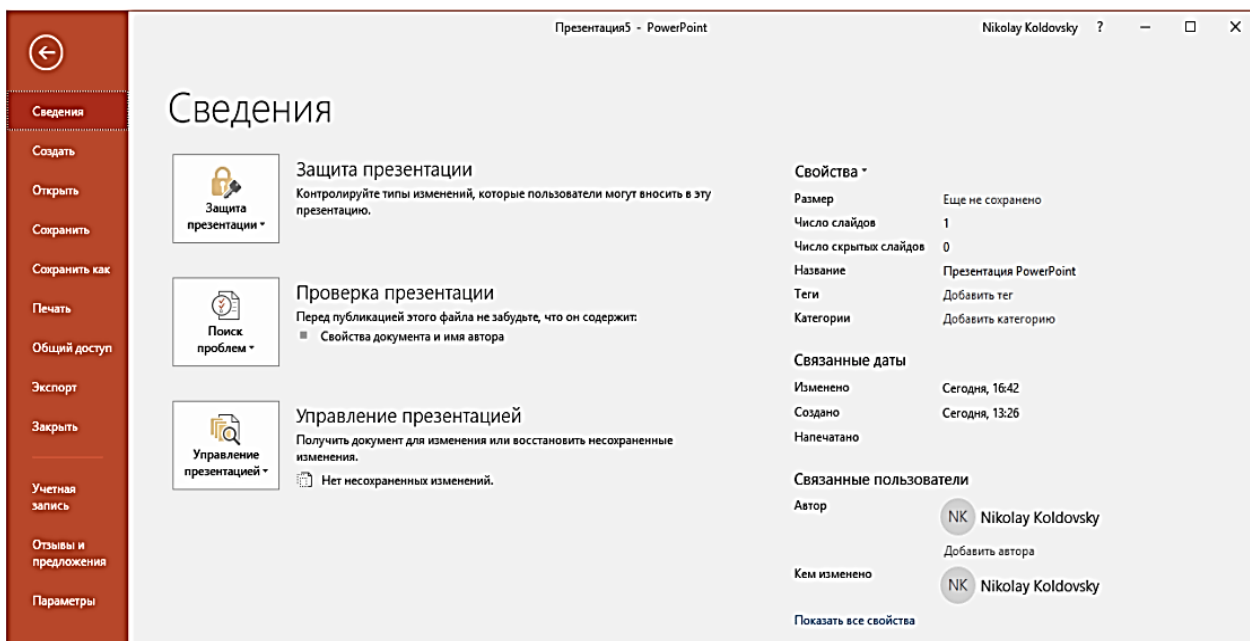 Презентация5 - PowerPoint
Nikolay Koldovsky ?
Сведения
Создать
Открыть
Сохранить
Сохранить как
Печать
Общий доступ
Экспорт
Закрыть
Учетная
запись
Отзывы и
предложения
Параметры
Сведения
Защита
презентации
Защита презентации
Контролируйте типы изменений, которые пользователи могут вносить в эту
презентацию.
Поиск
проблем
Проверка презентации
Перед публикацией этого файла не забудьте, что он содержит:
Свойства документа и имя автора
Управление
презентацией
Управление презентацией
Получить документ для изменения или восстановить несохраненные
изменения.
Нет несохраненных изменений.
Свойства
Размер Еще не сохранено
Число слайдов 1
Число скрытых слайдов 0
Название Презентация PowerPoint
Теги Добавить тег
Категории Добавить категорию
Связанные даты
Изменено Сегодня, 16:42
Создано Сегодня, 13:26
Напечатано
Связанные пользователи
Автор NK Nikolay Koldovsky
Добавить автора
Кем изменено NK Nikolay Koldovsky
Показать все свойства